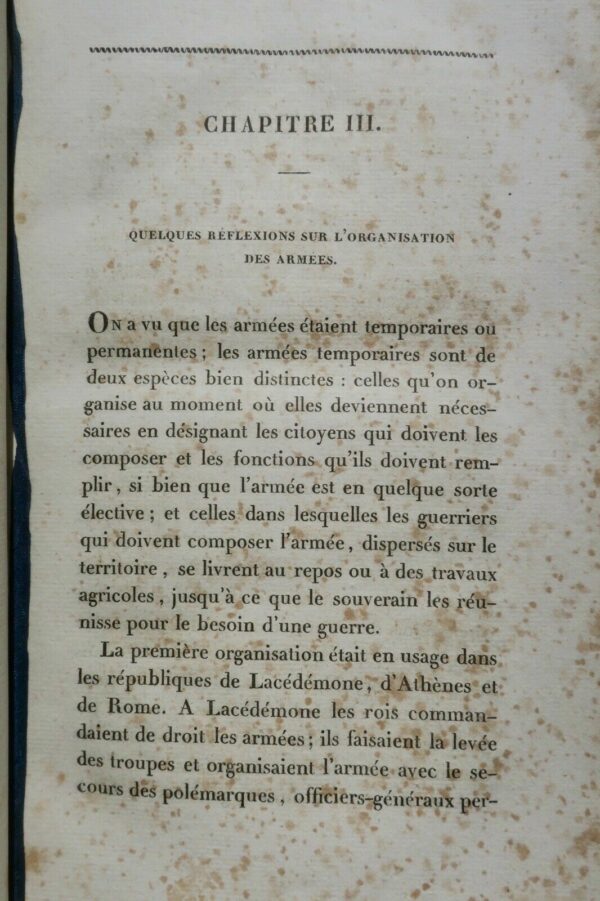 CHAPITRE III.
QUELQUES RÉFLEXIONS SUR L'ORGANISATION
DES ARMÉES.
ON a vu que les armées étaient temporaires ou
permanentes ; les armées temporaires sont de
deux espèces bien distinctes : celles qu'on or-
ganise au moment où elles deviennent néces-
saires en désignant les citoyens qui doivent les
composer et les fonctions qu'ils doivent rem-
plir, si bien que l'armée est en quelque sorte
élective ; et celles dans lesquelles les guerriers
qui doivent composer l'armée, dispersés sur le
territoire, se livrent au repos ou à des travaux
agricoles, jusqu'à ce que le souverain les réu-
nisse pour le besoin d'une guerre.
La première organisation était en usage dans
les républiques de Lacédémone, d'Athènes et
de Rome. A Lacédémone les rois comman-
daient de droit les armées ; ils faisaient la levée
des troupes et organisaient l'armée avec le se-
cours des polémarques, officiers-généraux per-